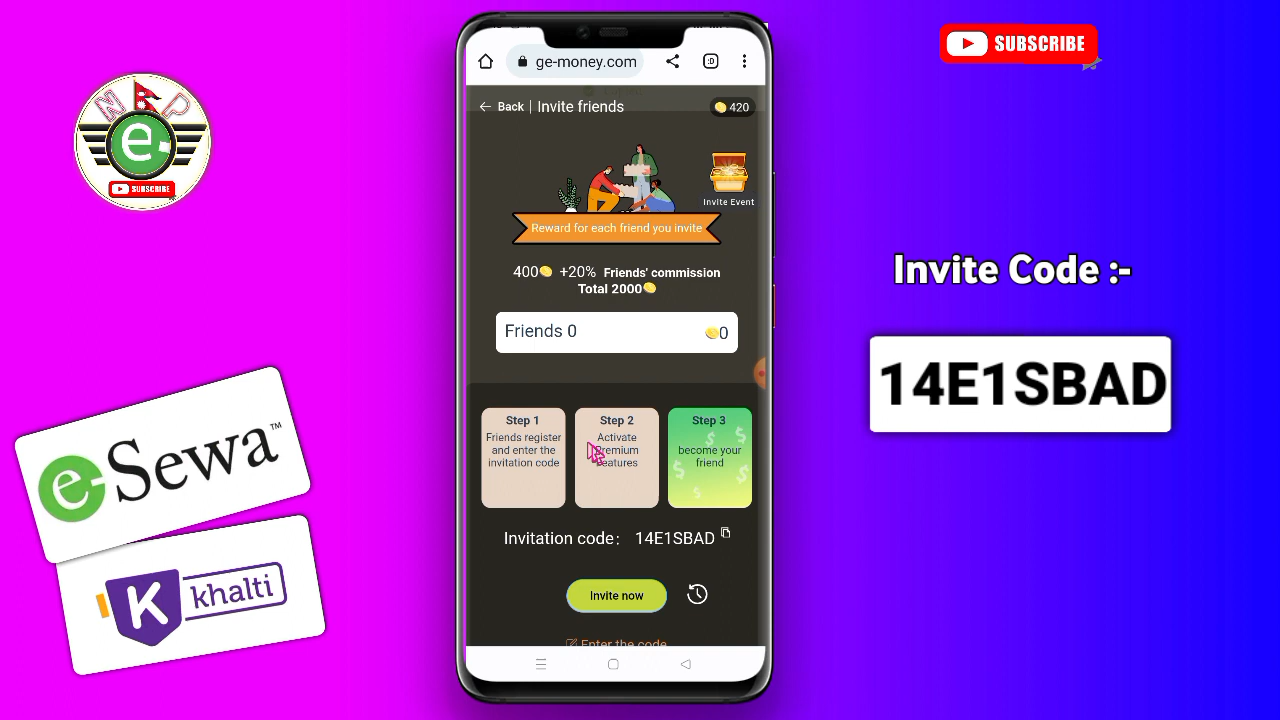 N P
e
SUBSCRIBE
e-Sewa™
K khalti
ge-money.com
:D
Back | Invite friends
420
Invite Event
Reward for each friend you invite
400 +20% Friends' commission
Total 2000
Friends 0
0
Step 1
Friends register
and enter the
invitation code
Step 2
Activate
Premium
features
Step 3
become your
friend
Invitation code: 14E1SBAD
Invite now
Enter the code
SUBSCRIBE
Invite Code :-
14E1SBAD